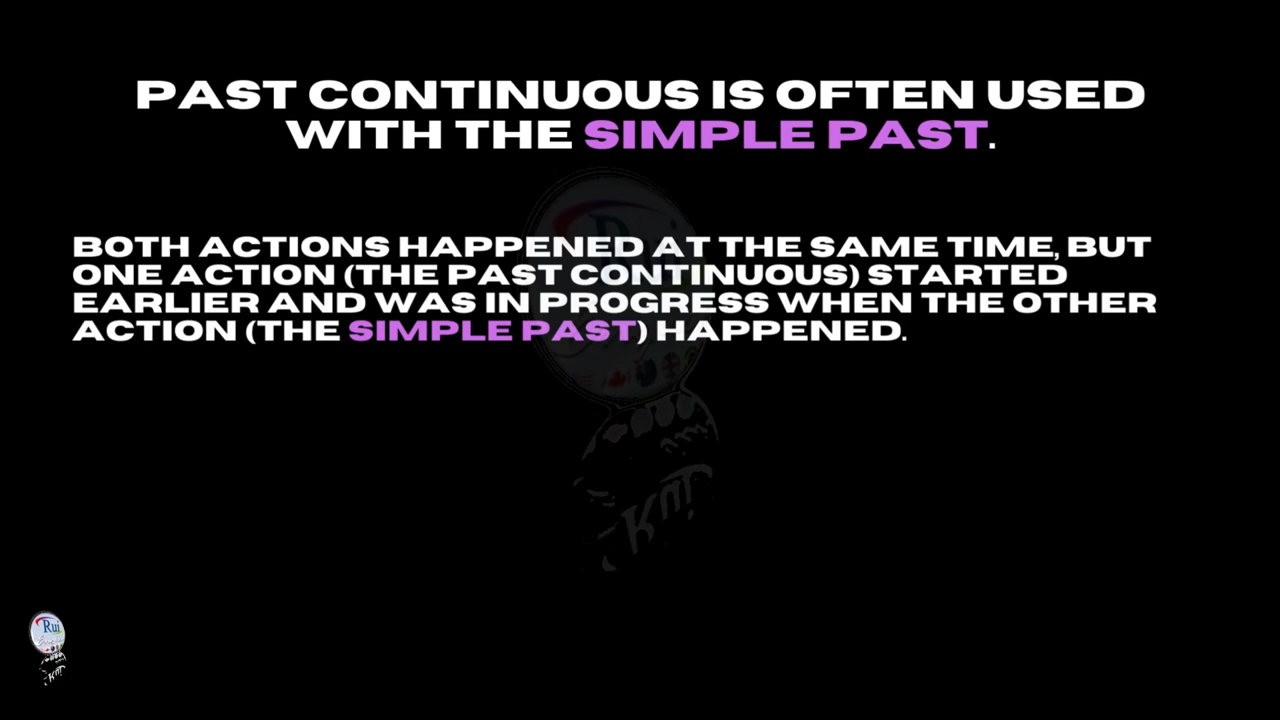 PAST CONTINUOUS IS OFTEN USED
WITH THE SIMPLE PAST.
BOTH ACTIONS HAPPENED AT THE SAME TIME, BUT
ONE ACTION (THE PAST CONTINUOUS) STARTED
EARLIER AND WAS IN PROGRESS WHEN THE OTHER
ACTION (THE SIMPLE PAST) HAPPENED.
Rui